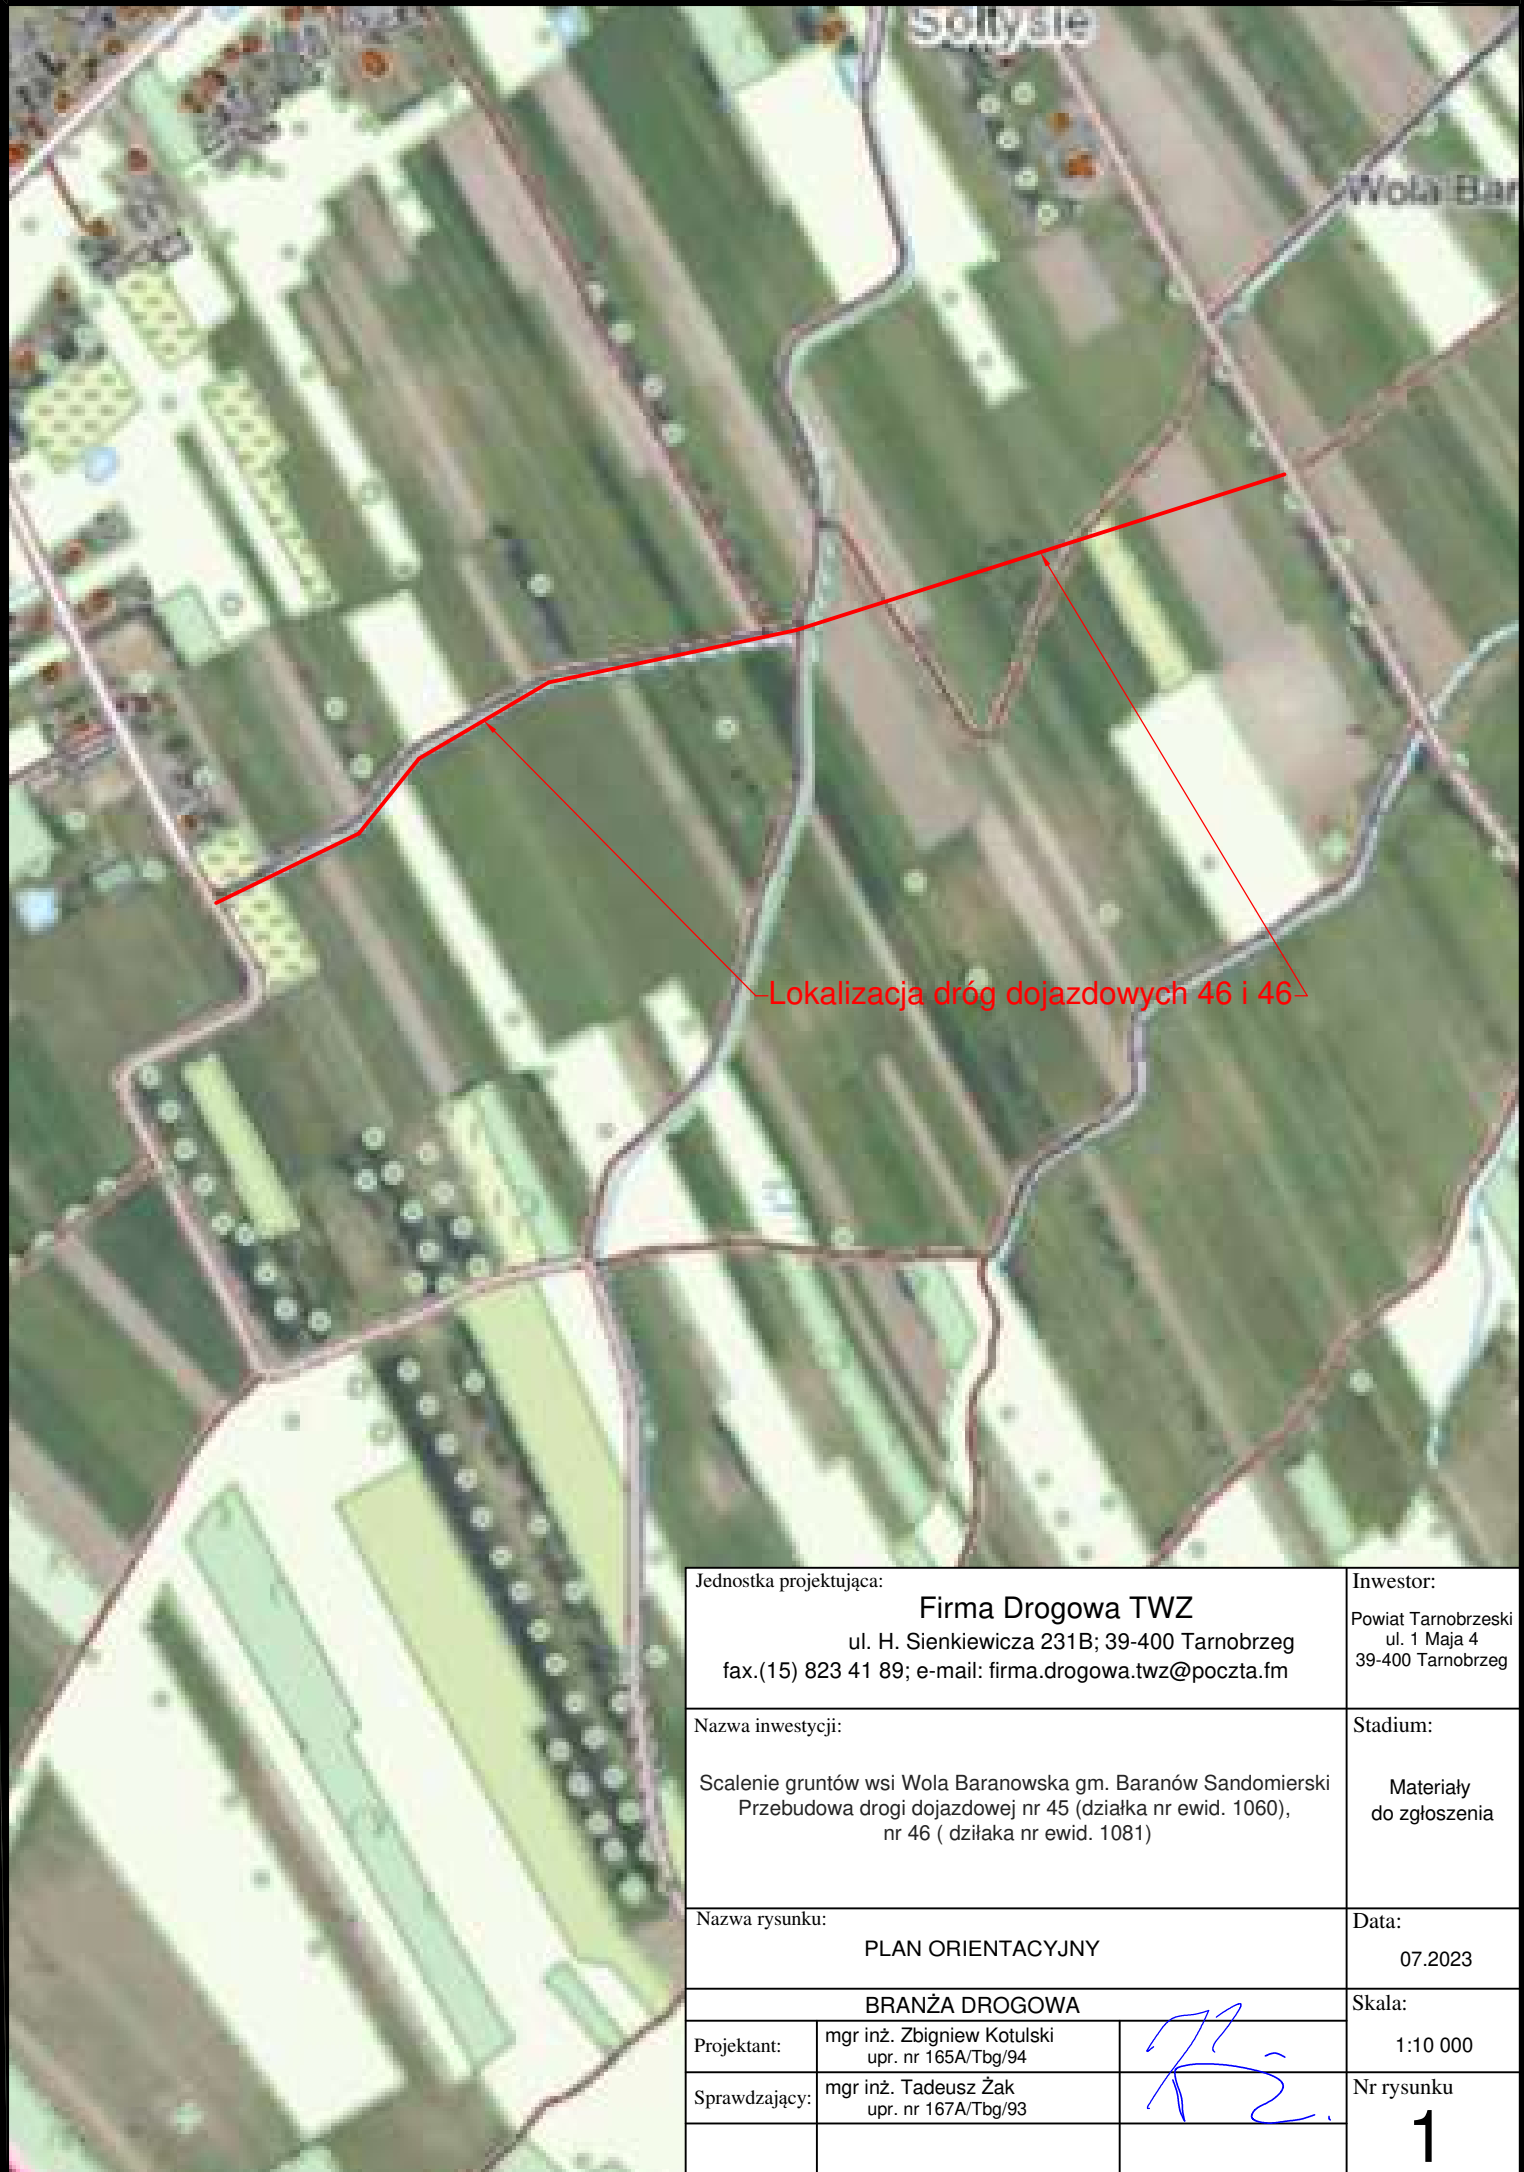 Sołtysie
Wola Bar
Lokalizacja dróg dojazdowych 46 i 46
Jednostka projektująca:
Firma Drogowa TWZ
ul. H. Sienkiewicza 231B; 39-400 Tarnobrzeg
fax.(15) 823 41 89; e-mail: firma.drogowa.twz@poczta.fm
Inwestor:
Powiat Tarnobrzeski
ul. 1 Maja 4
39-400 Tarnobrzeg
Nazwa inwestycji:
Scalenie gruntów wsi Wola Baranowska gm. Baranów Sandomierski
Przebudowa drogi dojazdowej nr 45 (działka nr ewid. 1060),
nr 46 ( dziłaka nr ewid. 1081)
Stadium:
Materiały
do zgłoszenia
Nazwa rysunku:
PLAN ORIENTACYJNY
Data:
07.2023
BRANŻA DROGOWA
Skala:
1:10 000
Projektant:
mgr inż. Zbigniew Kotulski
upr. nr 165A/Tbg/94
Sprawdzający:
mgr inż. Tadeusz Żak
upr. nr 167A/Tbg/93
Nr rysunku
1